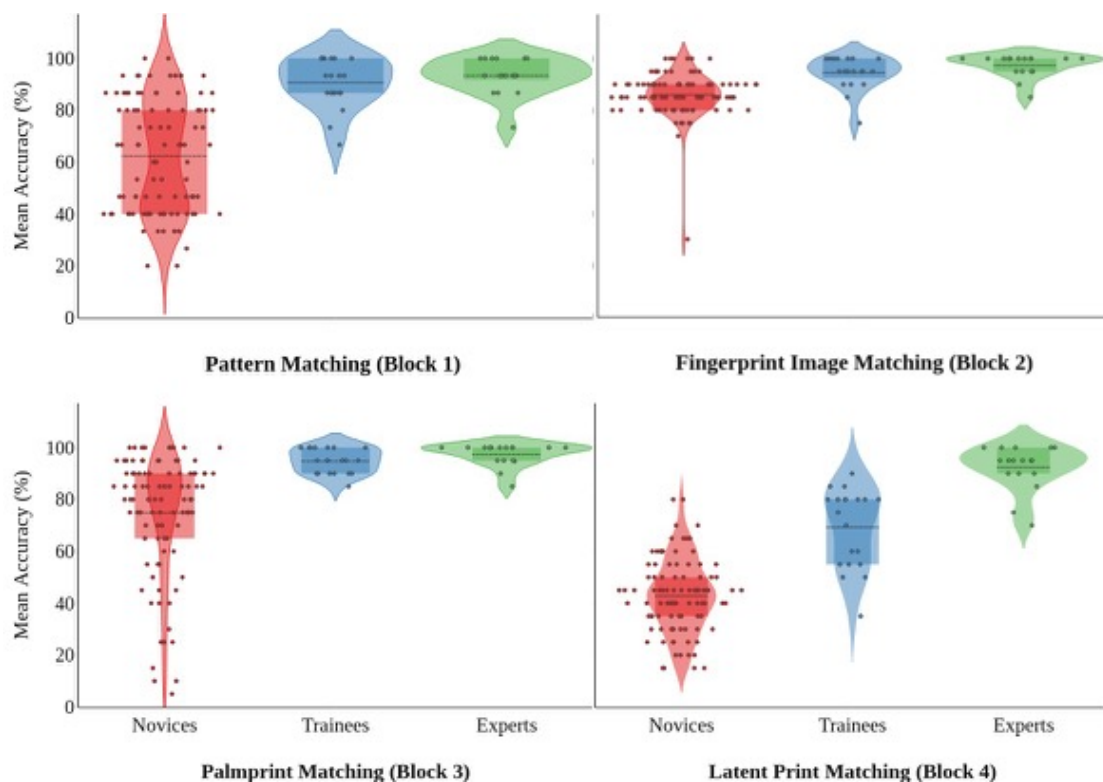 Mean Accuracy (%)
100
80
60
40
20
0
Pattern Matching (Block 1)
Fingerprint Image Matching (Block 2)
Mean Accuracy (%)
100
80
60
40
20
0
Novices
Trainees
Experts
Novices
Trainees
Experts
Palmprint Matching (Block 3)
Latent Print Matching (Block 4)